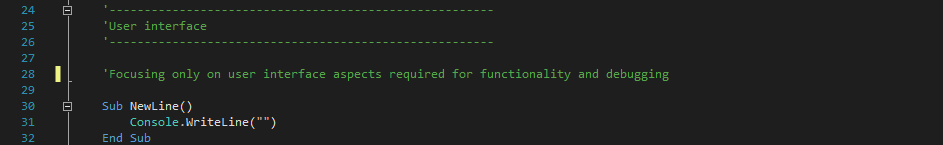 24 '-------------------------------------------------------
25 'User interface
26 '-------------------------------------------------------
27
28 'Focusing only on user interface aspects required for functionality and debugging
29
30 Sub NewLine()
31 Console.WriteLine("")
32 End Sub